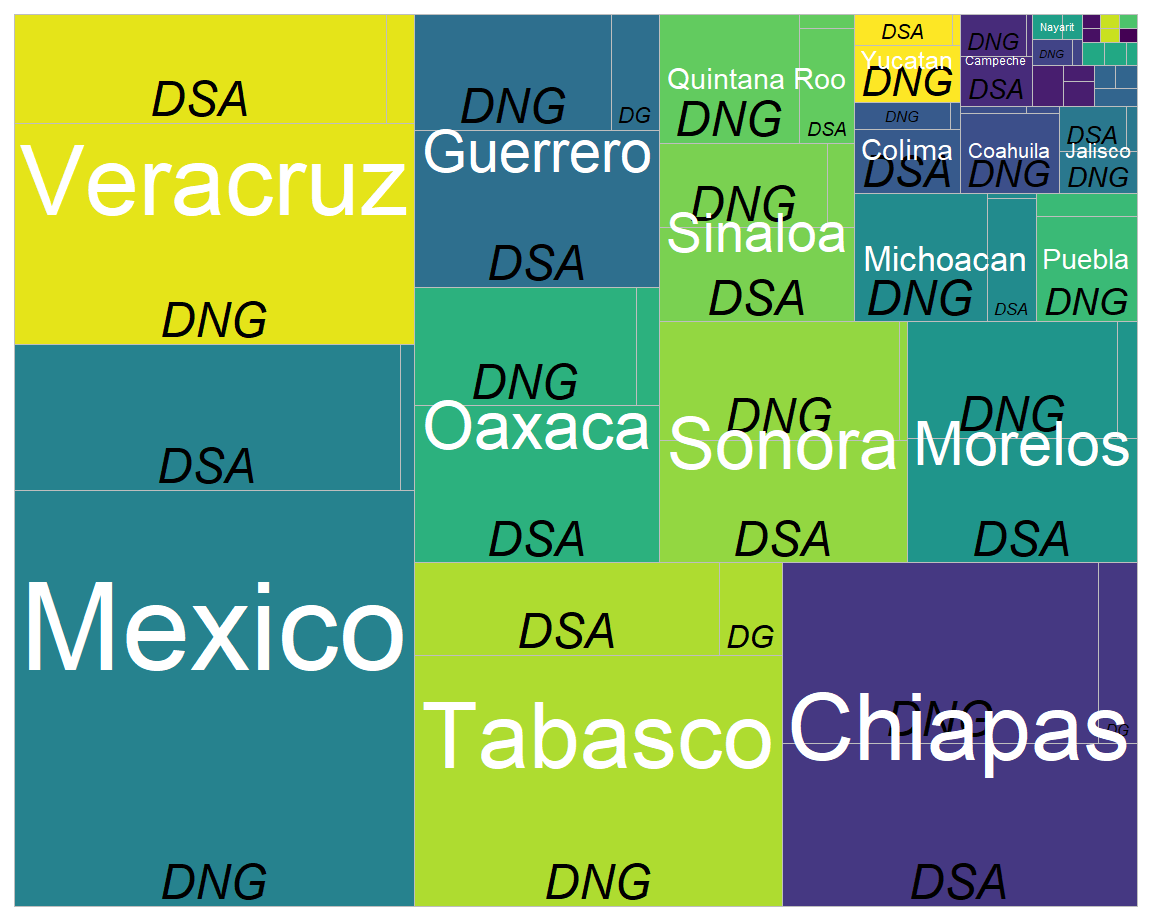 DSA
Veracruz
DNG
DSA
Mexico
DNG
DNG
DG
Guerrero
DSA
DNG
Oaxaca
DSA
Quintana Roo
DNG
DSA
DNG
Sinaloa
DSA
DSA
Yucatan
DNG
DNG
Colima
DSA
DNG
Campeche
DSA
Nayarit
DNG
Coahuila
DNG
DSA
Jalisco
DNG
Michoacan
DNG
DSA
Puebla
DNG
DNG
Sonora
DSA
DNG
Morelos
DSA
DSA
DG
Tabasco
DNG
DNG
DG
Chiapas
DSA